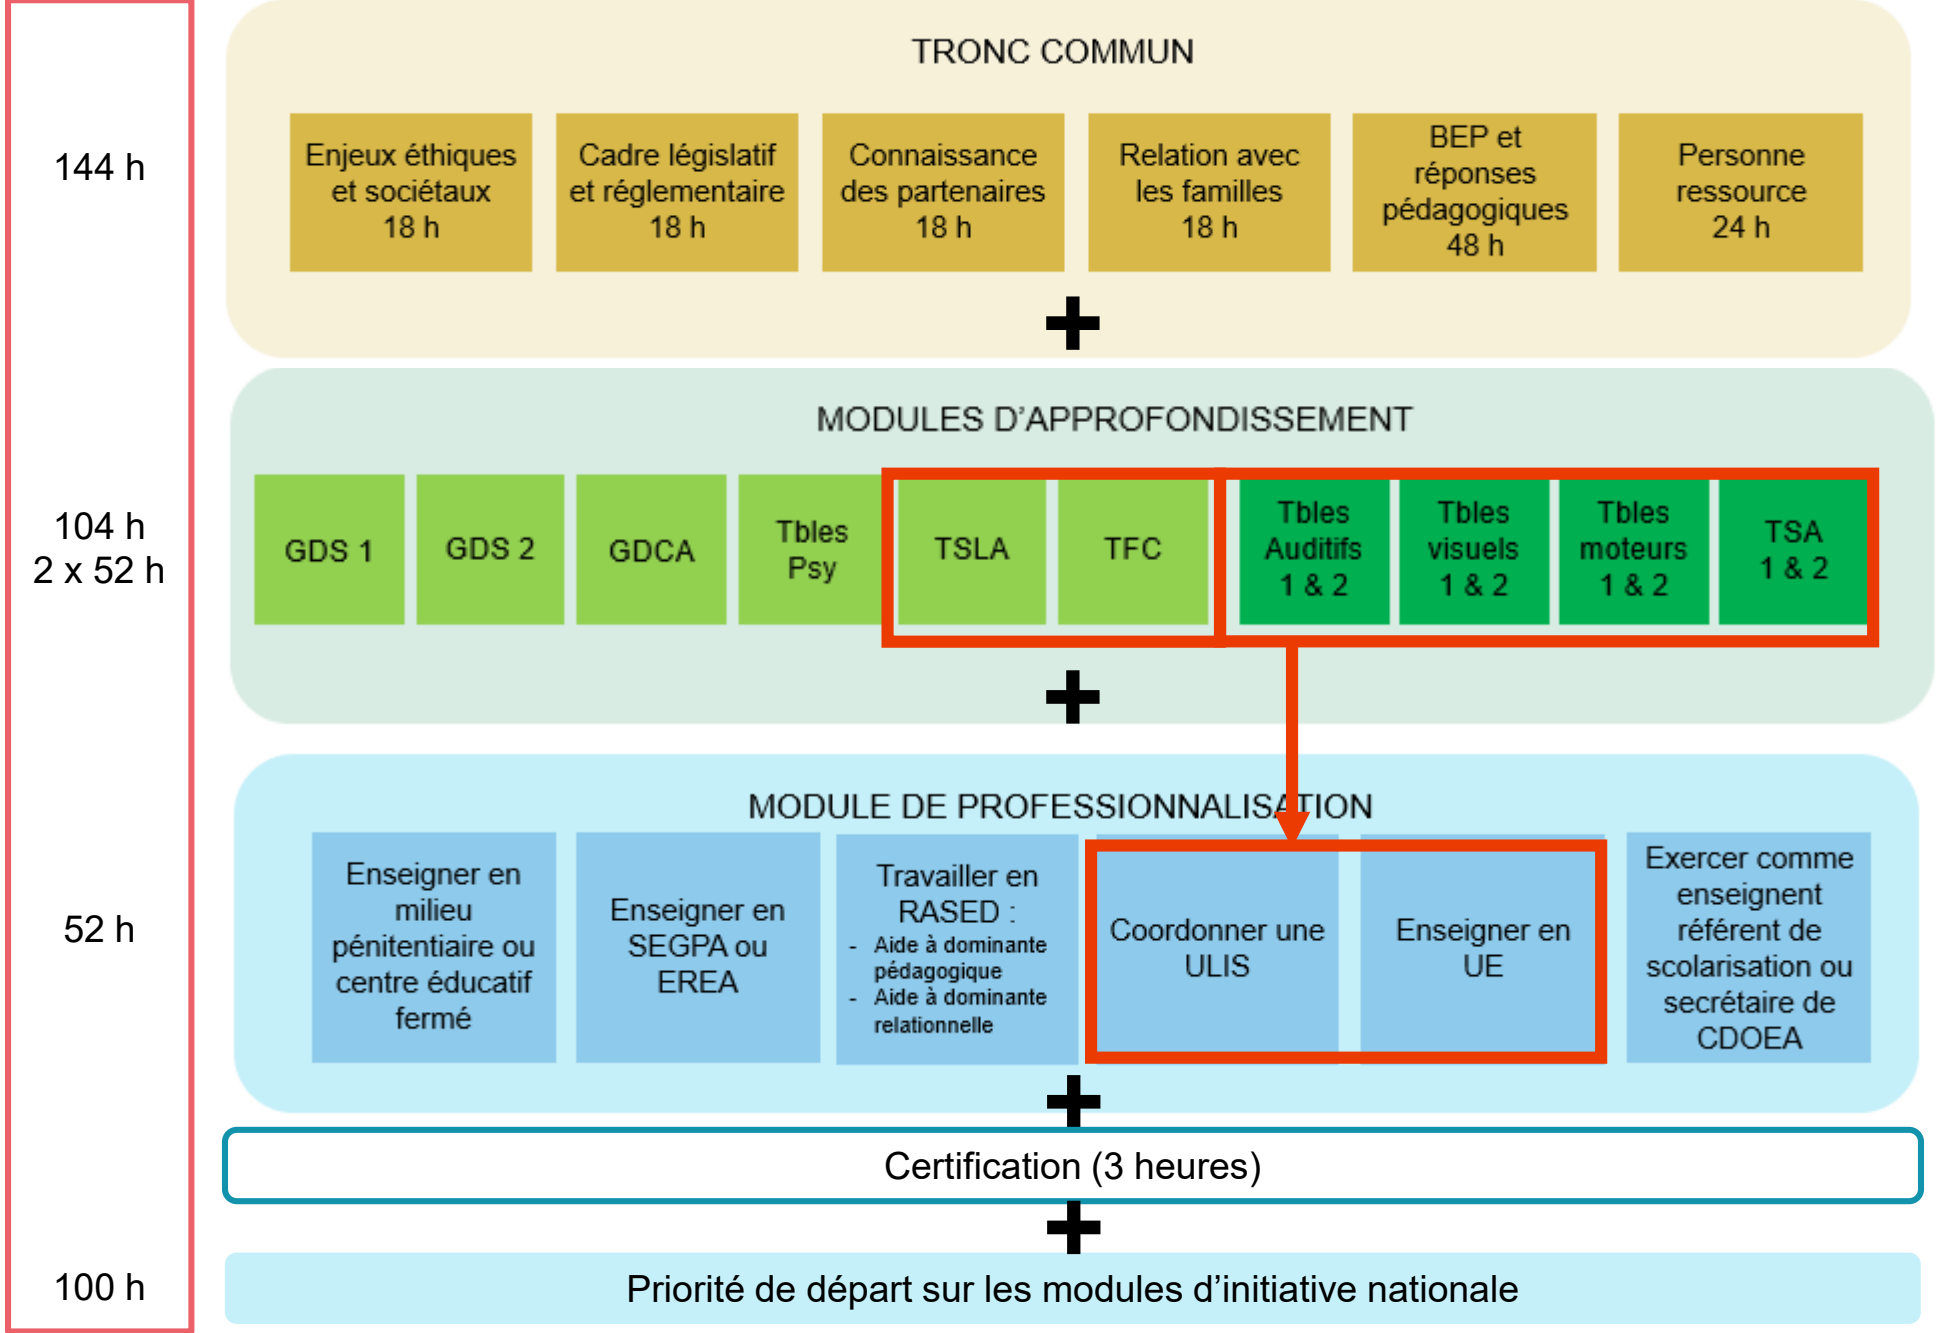 TRONC COMMUN
144 h
Enjeux éthiques
et sociétaux
18 h
Cadre législatif
et réglementaire
18 h
Connaissance
des partenaires
18 h
Relation avec
les familles
18 h
BEP et
réponses
pédagogiques
48 h
Personne
ressource
24 h
+
MODULES D’APPROFONDISSEMENT
104 h
2 x 52 h
GDS 1
GDS 2
GDCA
Tbles
Psy
TSLA
TFC
Tbles
Auditifs
1 & 2
Tbles
visuels
1 & 2
Tbles
moteurs
1 & 2
TSA
1 & 2
+
MODULE DE PROFESSIONNALISATION
52 h
Enseigner en
milieu
pénitentiaire ou
centre éducatif
fermé
Enseigner en
SEGPA ou
EREA
Travailler en
RASED :
- Aide à dominante
pédagogique
- Aide à dominante
relationnelle
Coordonner une
ULIS
Enseigner en
UE
Exercer comme
enseignent
référent de
scolarisation ou
secrétaire de
CDOEA
+
Certification (3 heures)
+
100 h
Priorité de départ sur les modules d’initiative nationale